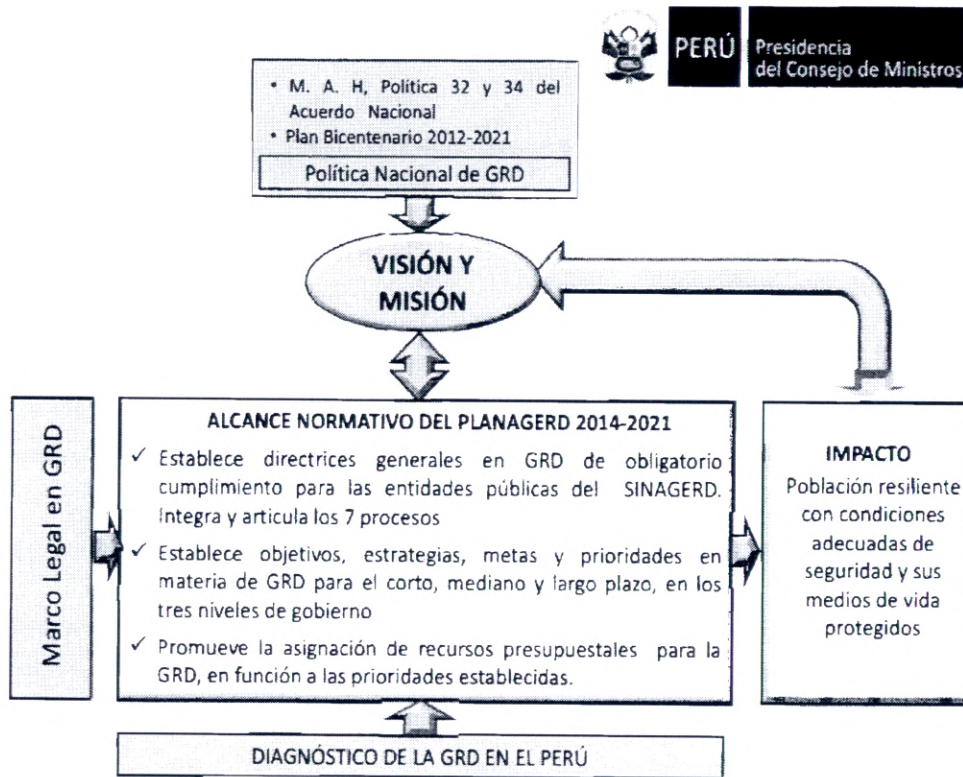 PERÚ
Presidencia
del Consejo de Ministros
• M. A. H, Política 32 y 34 del
Acuerdo Nacional
• Plan Bicentenario 2012-2021
Política Nacional de GRD
VISIÓN Y
MISIÓN
Marco Legal en GRD
ALCANCE NORMATIVO DEL PLANAGERD 2014-2021
✓ Establece directrices generales en GRD de obligatorio
cumplimiento para las entidades públicas del SINAGERD.
Integra y articula los 7 procesos
✓ Establece objetivos, estrategias, metas y prioridades en
materia de GRD para el corto, mediano y largo plazo, en los
tres niveles de gobierno
✓ Promueve la asignación de recursos presupuestales para la
GRD, en función a las prioridades establecidas.
IMPACTO
Población resiliente
con condiciones
adecuadas de
seguridad y sus
medios de vida
protegidos
DIAGNÓSTICO DE LA GRD EN EL PERÚ